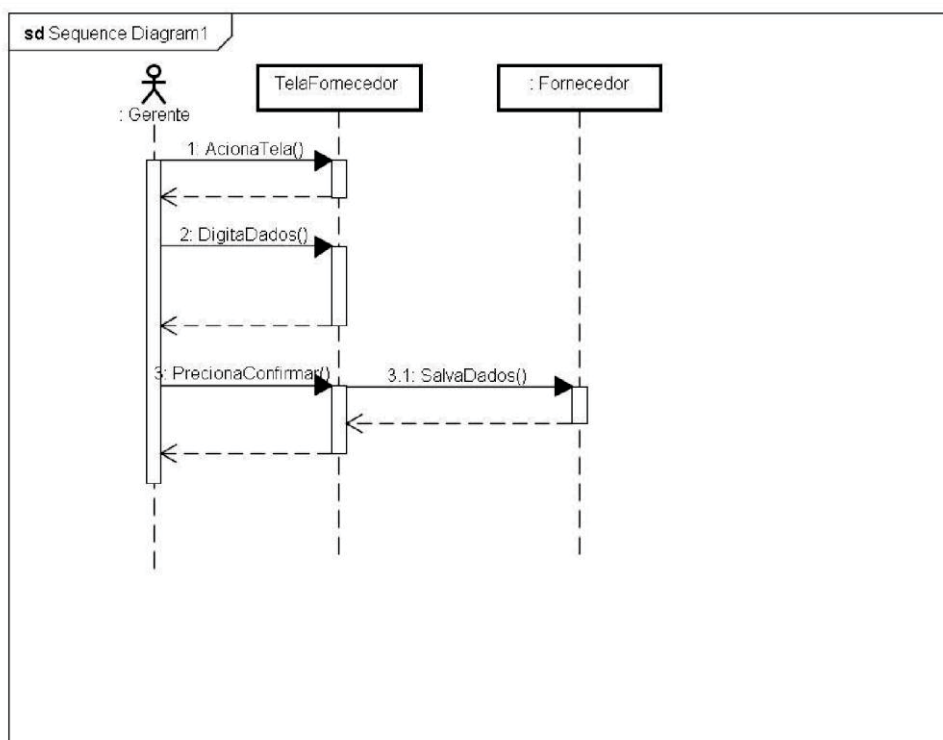 sd Sequence Diagram1
: Gerente
TelaFornecedor
: Fornecedor
1: AcionaTela()
2: DigitaDados()
3: PrecionaConfirmar()
3.1: SalvaDados()